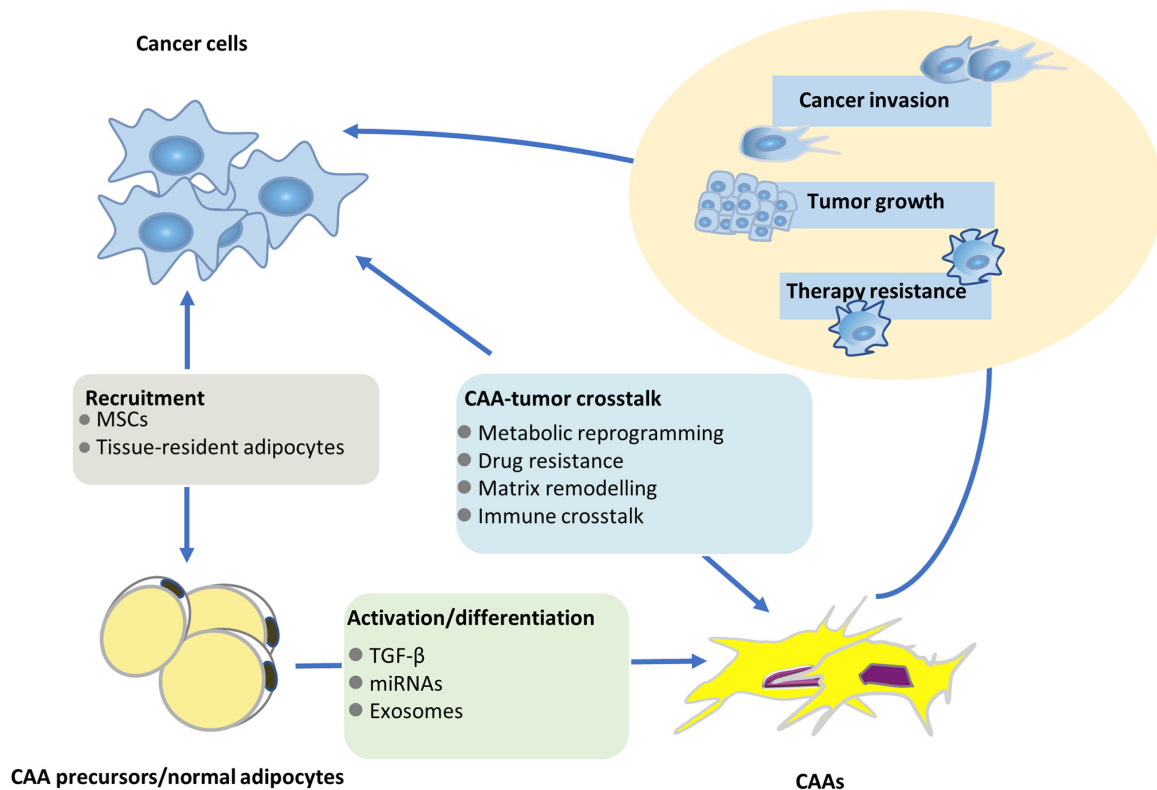 Cancer cells
Cancer invasion
Tumor growth
Therapy resistance
Recruitment
MSCs
Tissue-resident adipocytes
CAA-tumor crosstalk
Metabolic reprogramming
Drug resistance
Matrix remodelling
Immune crosstalk
Activation/differentiation
TGF-β
miRNAs
Exosomes
CAA precursors/normal adipocytes
CAAs